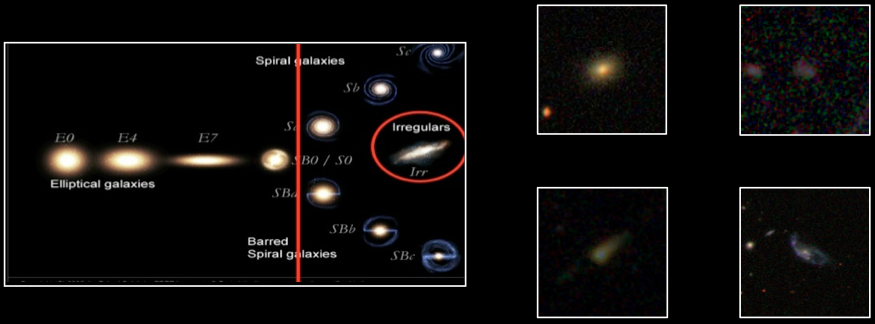 Spiral galaxies
Sc
Sb
Sa
E0
E4
E7
Irregulars
SB0 / S0
Irr
Elliptical galaxies
SBa
SBb
Barred
Spiral galaxies
SBc